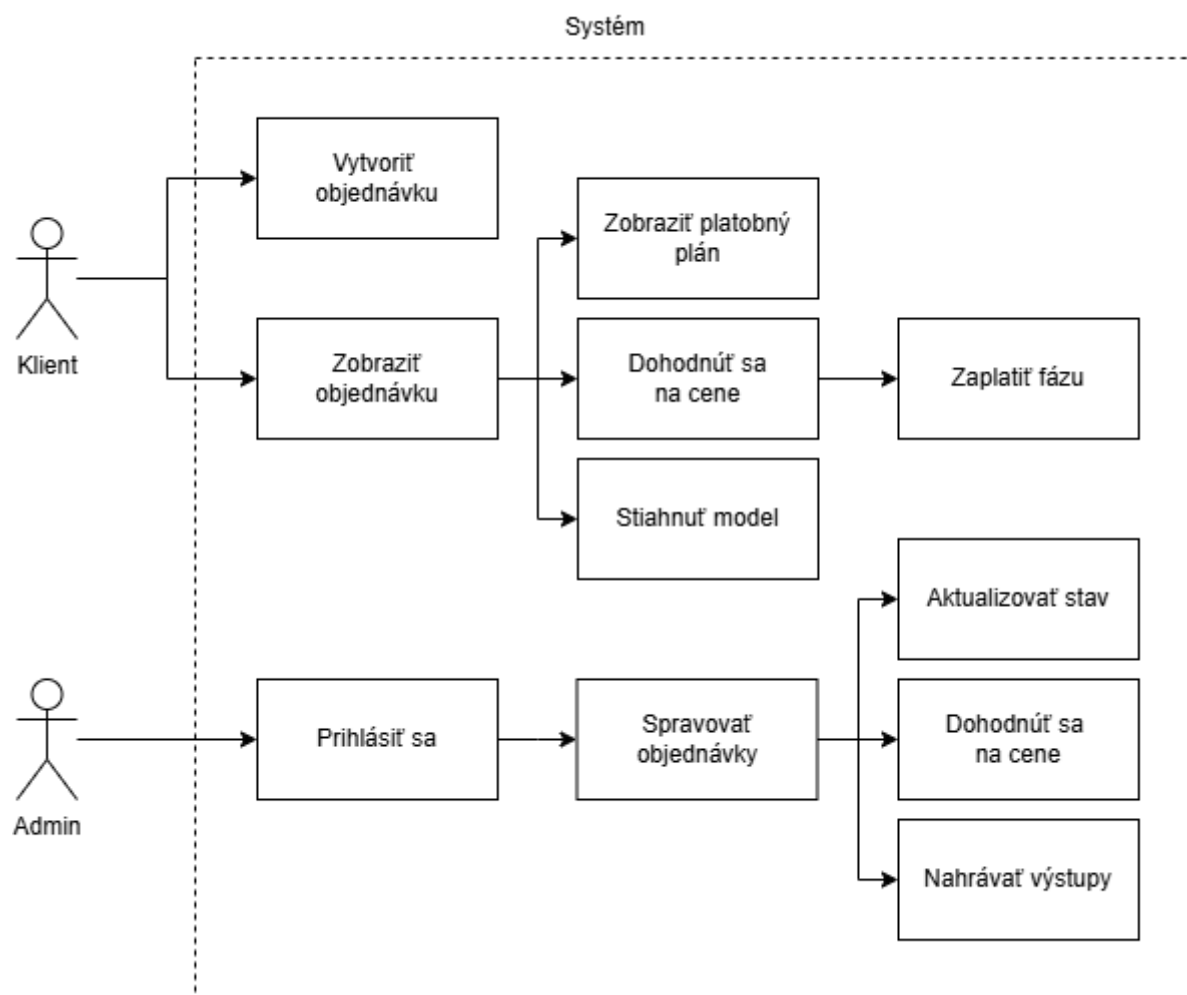 Systém
Vytvoriť
objednávku
Zobraziť platobný
plán
Klient
Zobraziť
objednávku
Dohodnúť sa
na cene
Zaplatiť fázu
Stiahnuť model
Aktualizovať stav
Admin
Prihlásiť sa
Spravovať
objednávky
Dohodnúť sa
na cene
Nahrávať výstupy